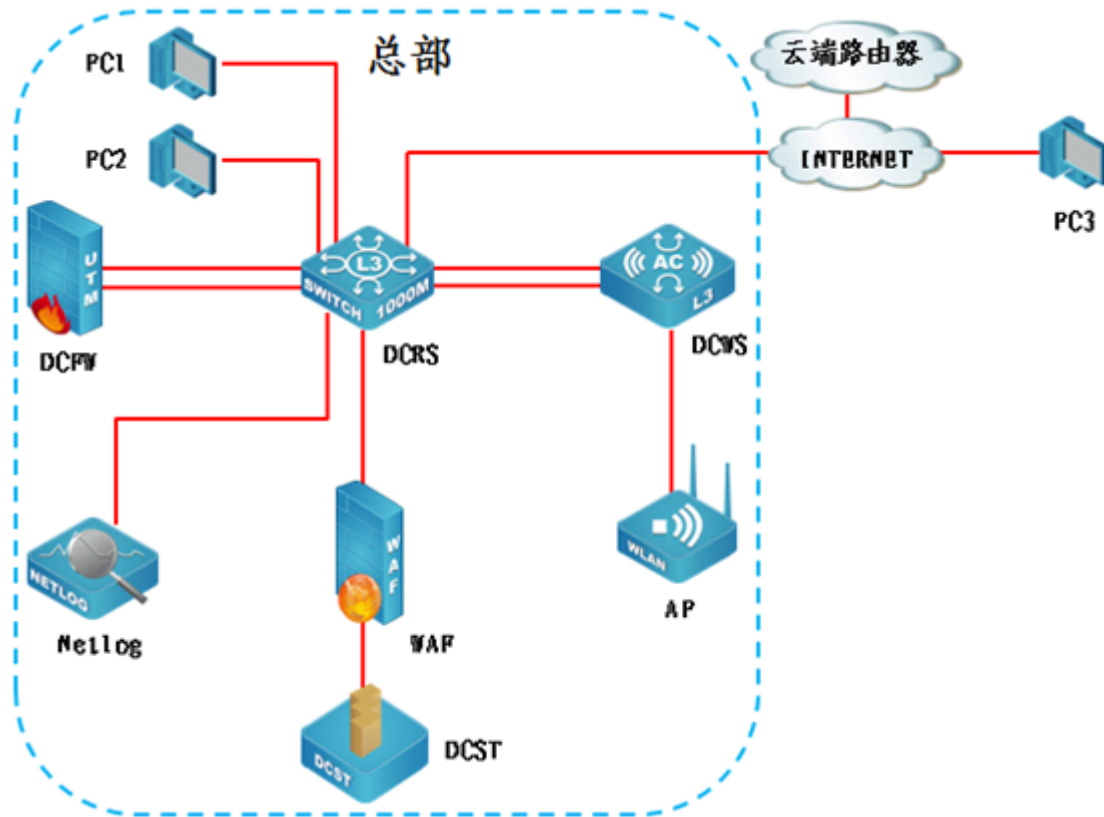 总部
PC1
PC2
云端路由器
INTERNET
PC3
UTM
DCFW
L3
SWITCH 1000M
DCRS
AC
L3
DCWS
NETLOG
Netlog
WAF
WAF
WLAN
AP
DCST
DCST